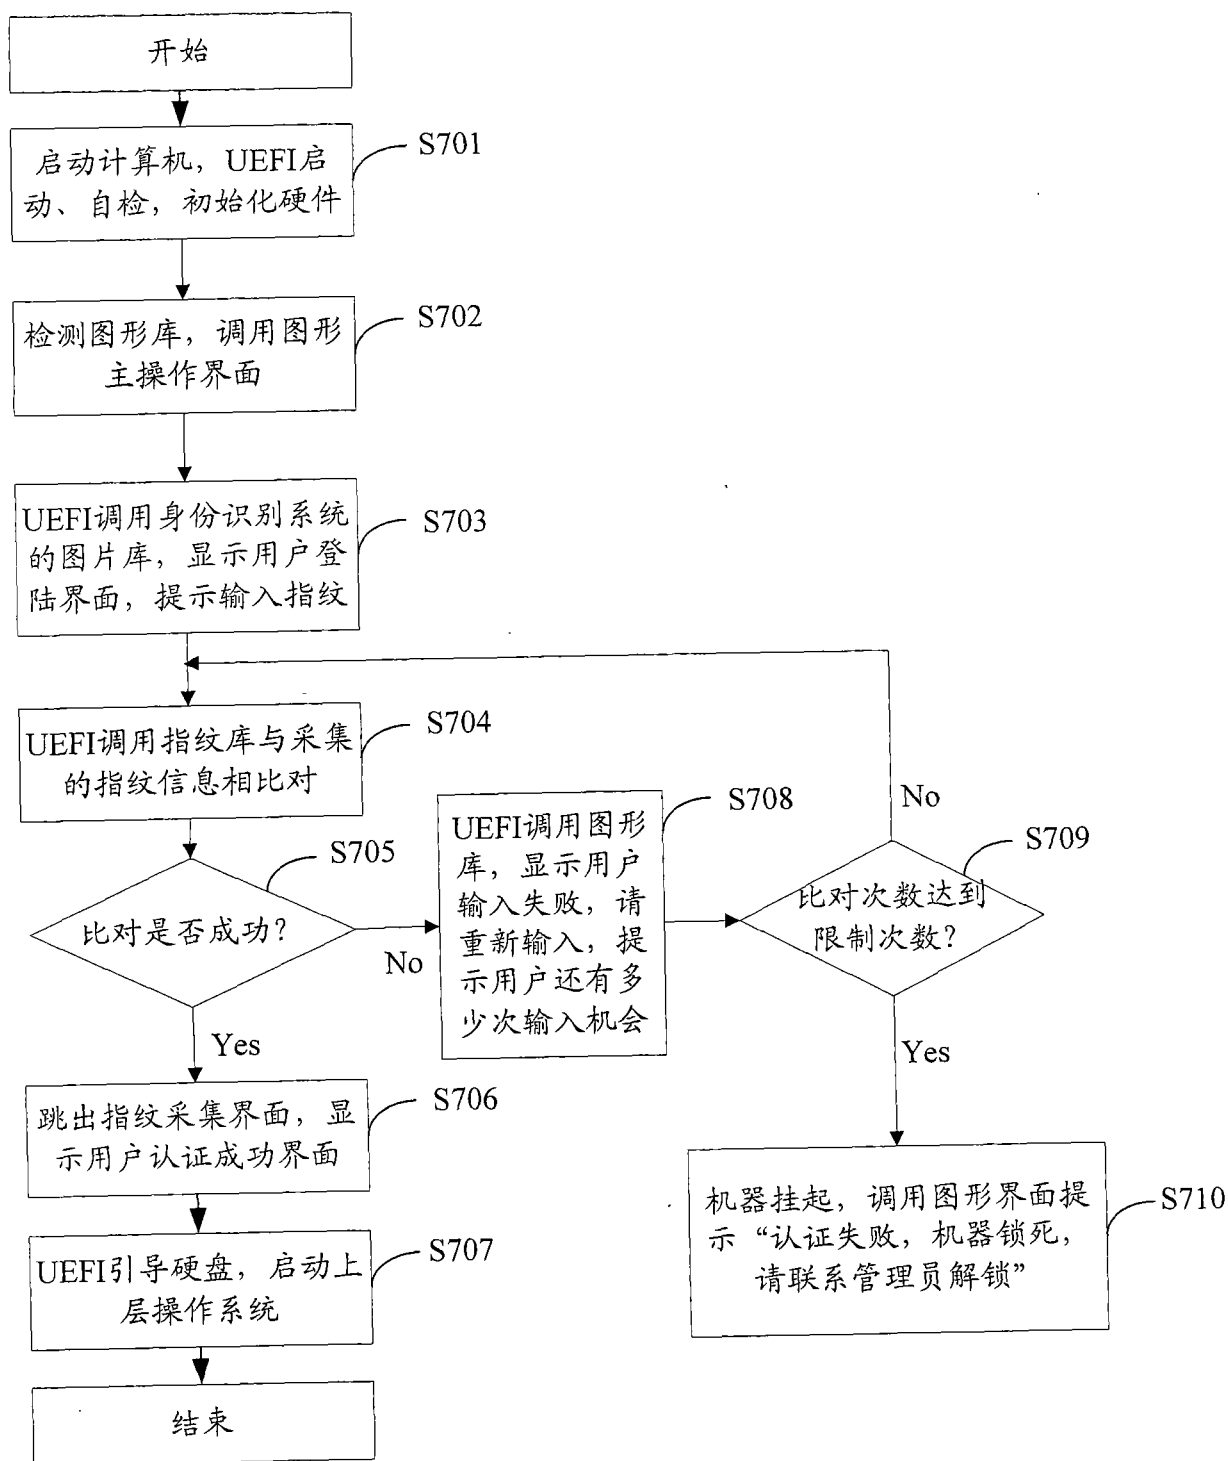 开始
启动计算机，UEFI启
动、自检，初始化硬件
S701
检测图形库，调用图形
主操作界面
S702
UEFI调用身份识别系统
的图片库，显示用户登
陆界面，提示输入指纹
S703
UEFI调用指纹库与采集
的指纹信息相比对
S704
比对是否成功？
S705
No
Yes
UEFI调用图形
库，显示用户
输入失败，请
重新输入，提
示用户还有多
少次输入机会
S708
比对次数达到
限制次数？
S709
No
Yes
跳出指纹采集界面，显
示用户认证成功界面
S706
UEFI引导硬盘，启动上
层操作系统
S707
机器挂起，调用图形界面提
示“认证失败，机器锁死，
请联系管理员解锁”
S710
结束